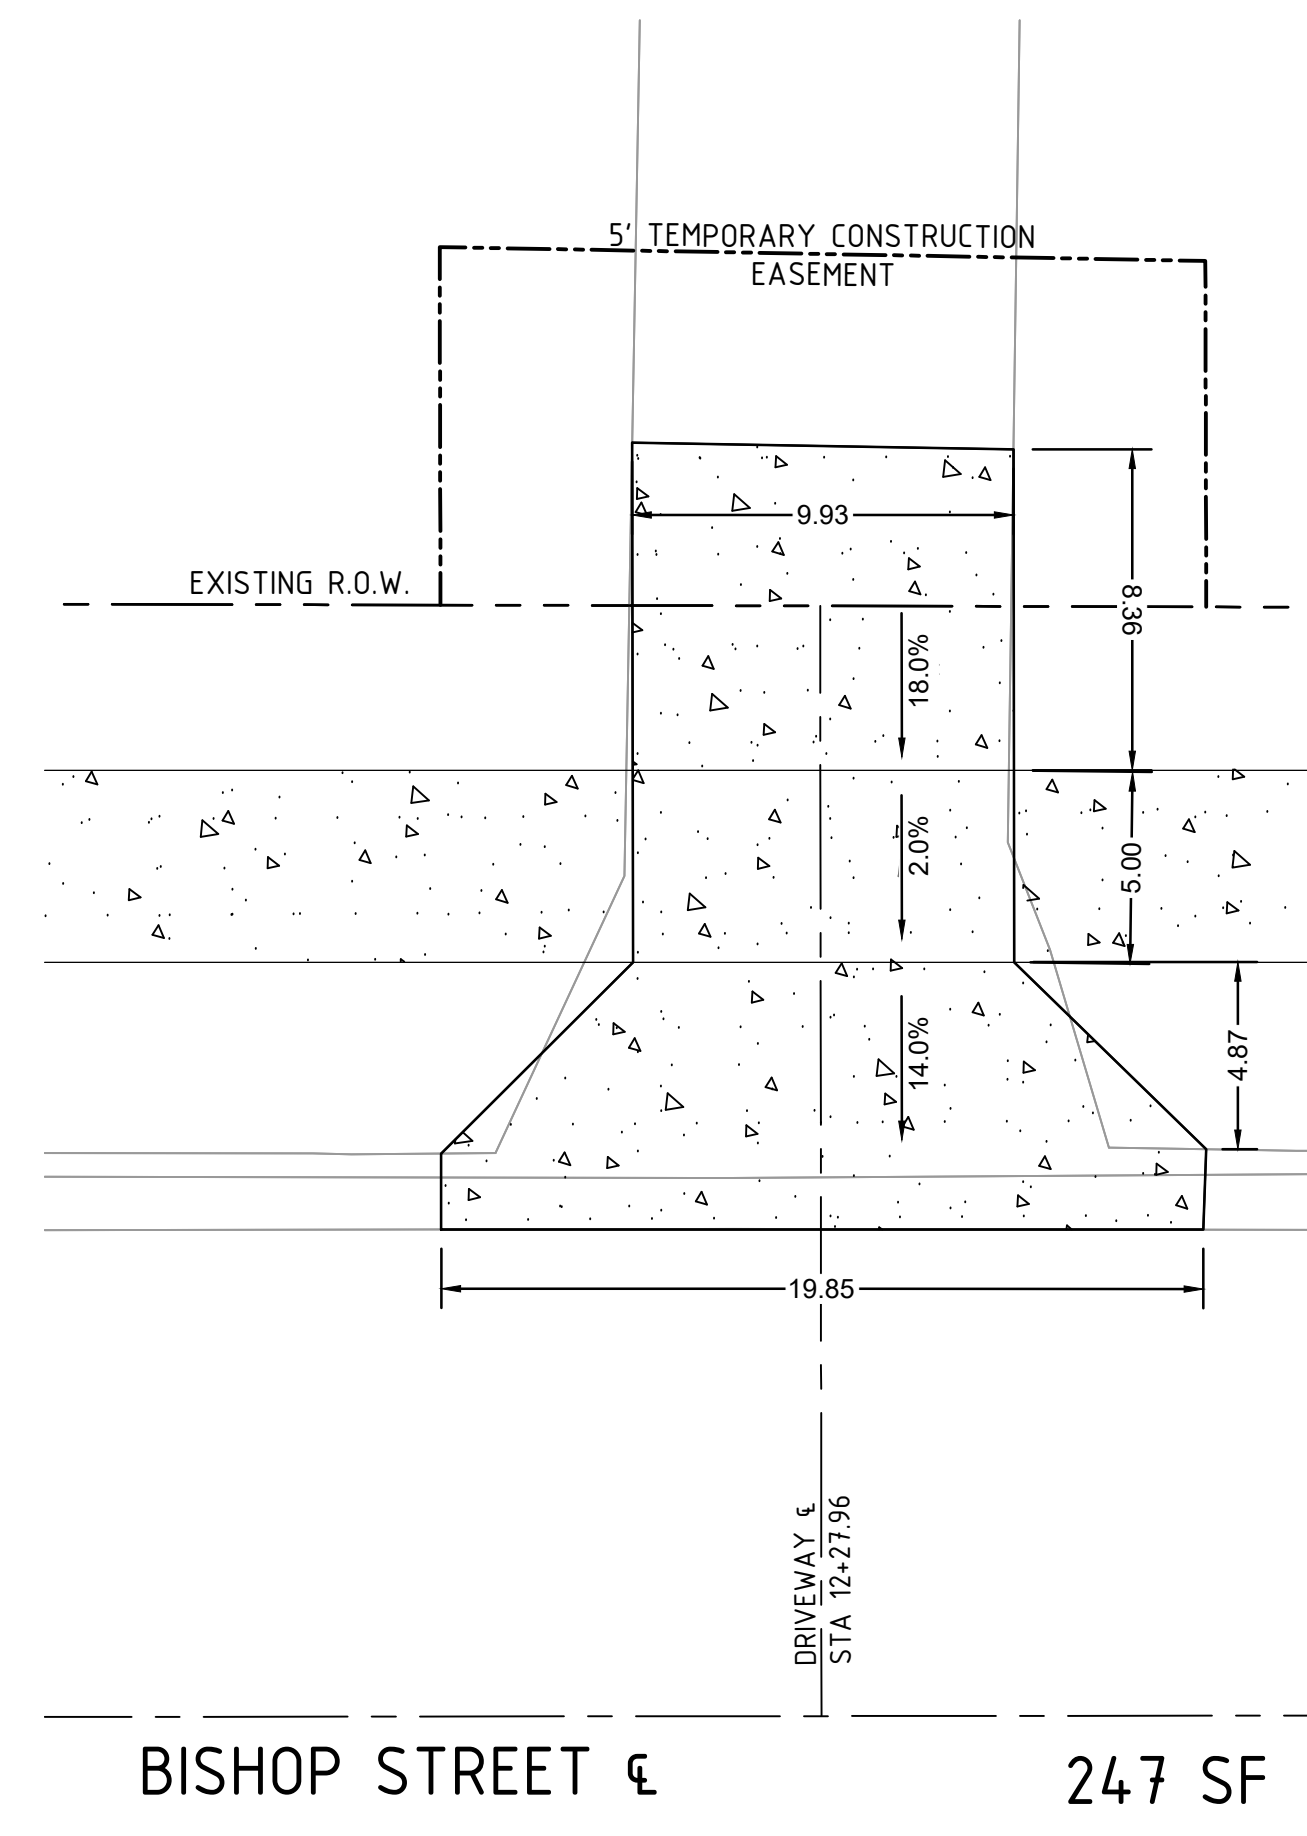 5' TEMPORARY CONSTRUCTION
EASEMENT
9.93
EXISTING R.O.W.
8.36
18.0%
2.0%
5.00
14.0%
4.87
19.85
DRIVEWAY ℄
STA 12+27.96
BISHOP STREET ℄
247 SF